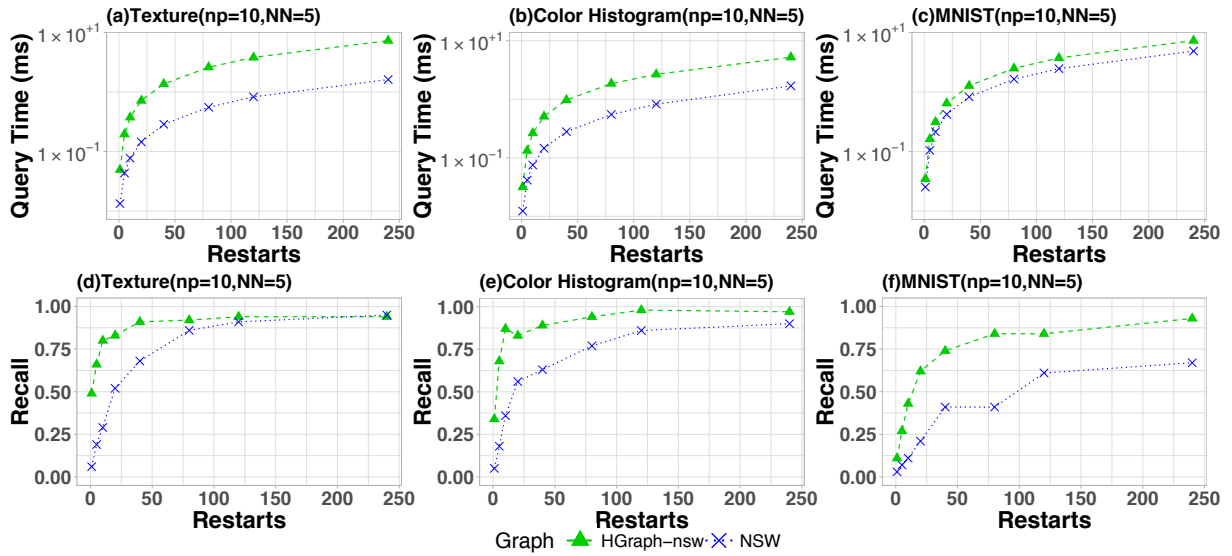 (a)Texture(np=10,NN=5)
(b)Color Histogram(np=10,NN=5)
(c)MNIST(np=10,NN=5)
Query Time (ms)
1 × 10^+1
1 × 10^−1
0 50 100 150 200 250
Restarts
Query Time (ms)
1 × 10^+1
1 × 10^−1
0 50 100 150 200 250
Restarts
Query Time (ms)
1 × 10^+1
1 × 10^−1
0 50 100 150 200 250
Restarts
(d)Texture(np=10,NN=5)
(e)Color Histogram(np=10,NN=5)
(f)MNIST(np=10,NN=5)
Recall
1.00
0.75
0.50
0.25
0.00
0 50 100 150 200 250
Restarts
Recall
1.00
0.75
0.50
0.25
0.00
0 50 100 150 200 250
Restarts
Recall
1.00
0.75
0.50
0.25
0.00
0 50 100 150 200 250
Restarts
Graph HGraph−nsw NSW